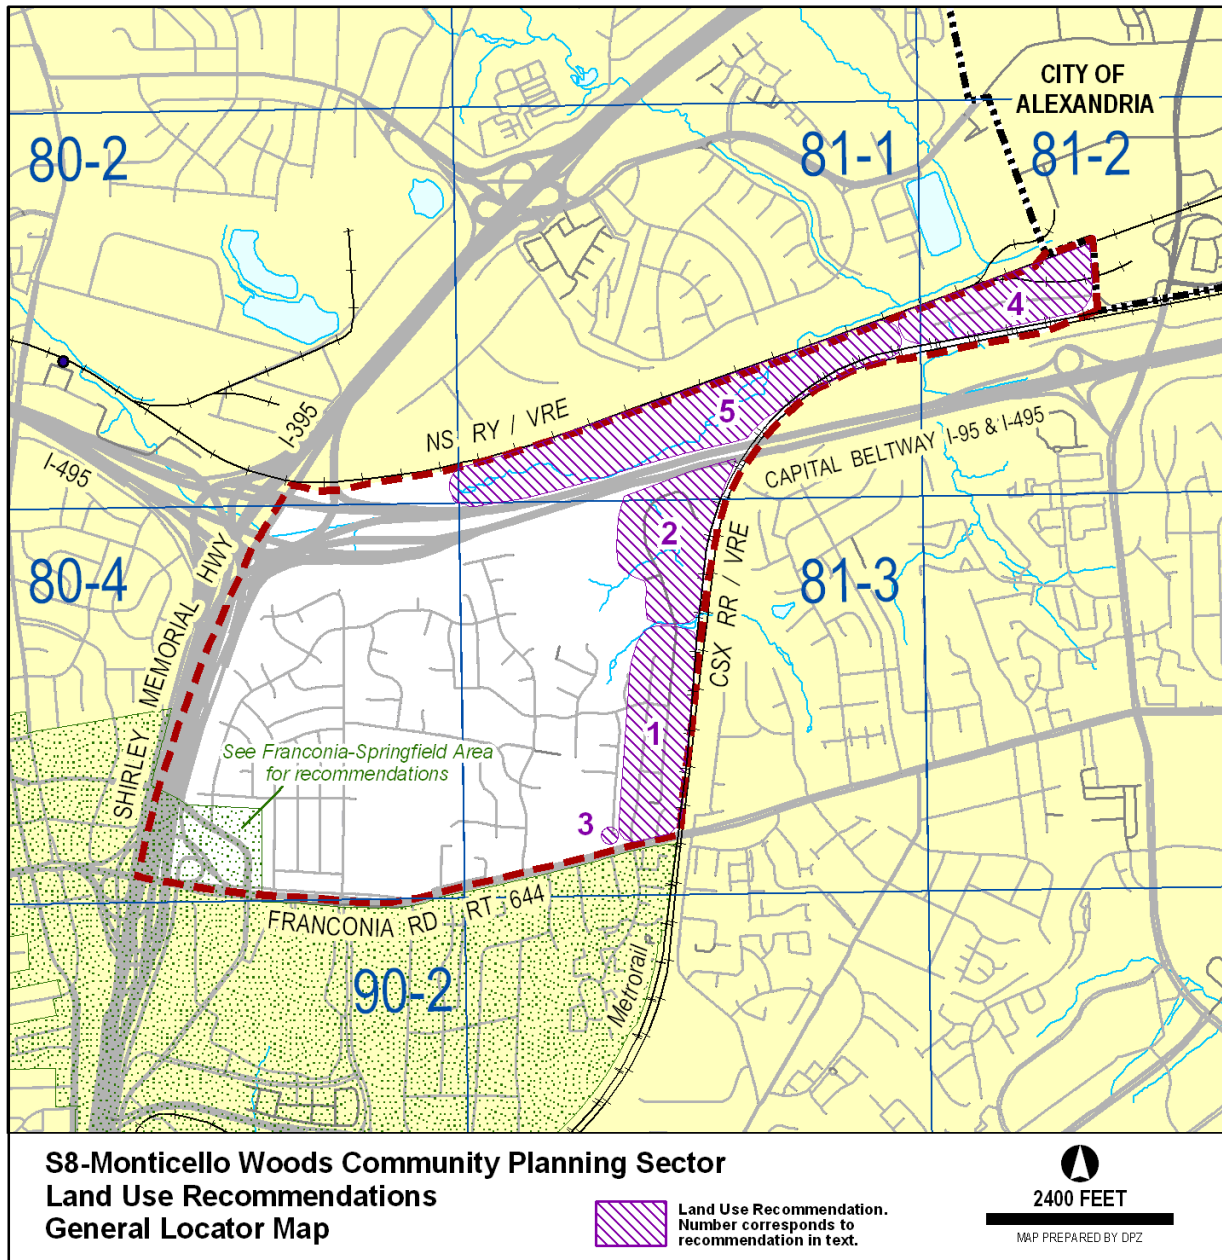 CITY OF
ALEXANDRIA
80-2
81-1
81-2
4
I-395
NS RY / VRE
5
I-495
CAPITAL BELTWAY I-95 & I-495
2
80-4
81-3
SHIRLEY MEMORIAL HWY
CSX RR / VRE
1
See Franconia-Springfield Area
for recommendations
3
FRANCONIA RD RT 644
90-2
Metrorail
S8-Monticello Woods Community Planning Sector
Land Use Recommendations
General Locator Map
Land Use Recommendation.
Number corresponds to
recommendation in text.
2400 FEET
MAP PREPARED BY DPZ